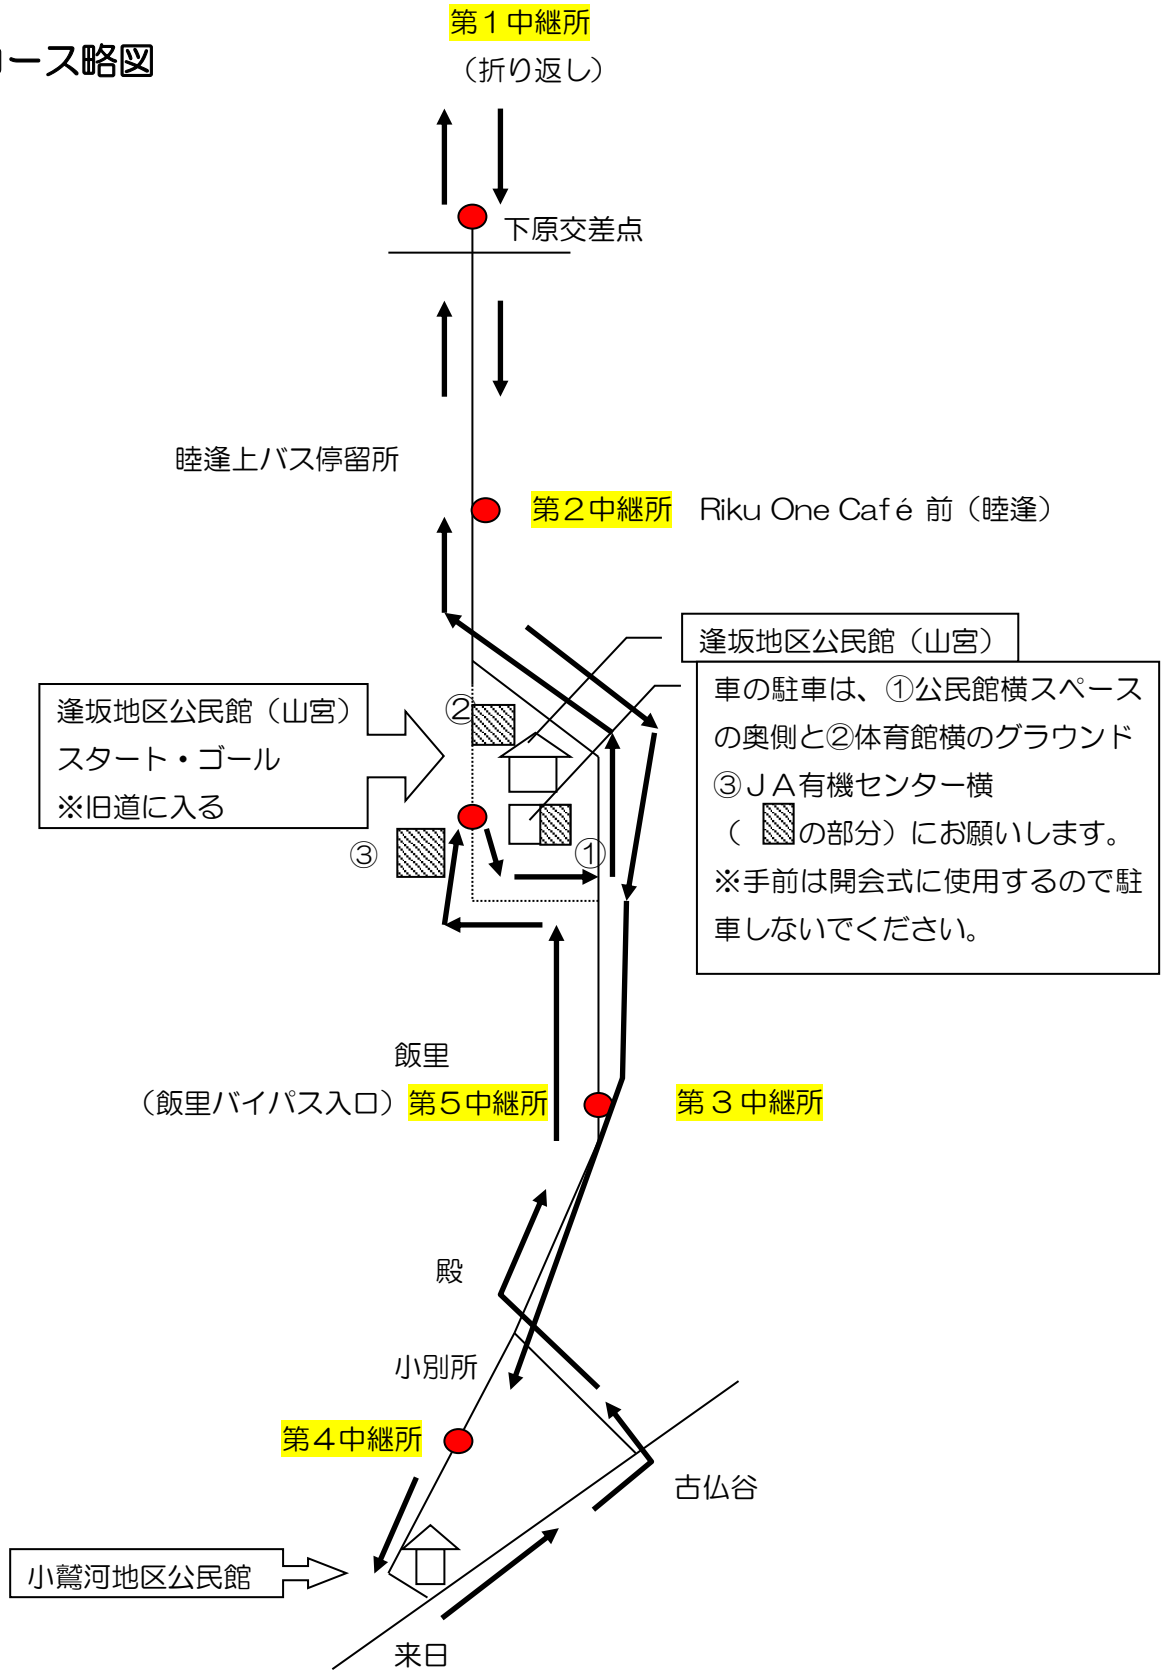 コース略図
第１中継所
（折り返し）
下原交差点
睦逢上バス停留所
第２中継所 Riku One Café 前（睦逢）
逢坂地区公民館（山宮）
逢坂地区公民館（山宮）
スタート・ゴール
※旧道に入る
車の駐車は、①公民館横スペース
の奥側と②体育館横のグラウンド
③ＪＡ有機センター横
（　の部分）にお願いします。
※手前は開会式に使用するので駐
車しないでください。
②
③
①
飯里
（飯里バイパス入口）第５中継所
第３中継所
殿
小別所
第４中継所
古仏谷
小鷲河地区公民館
来日